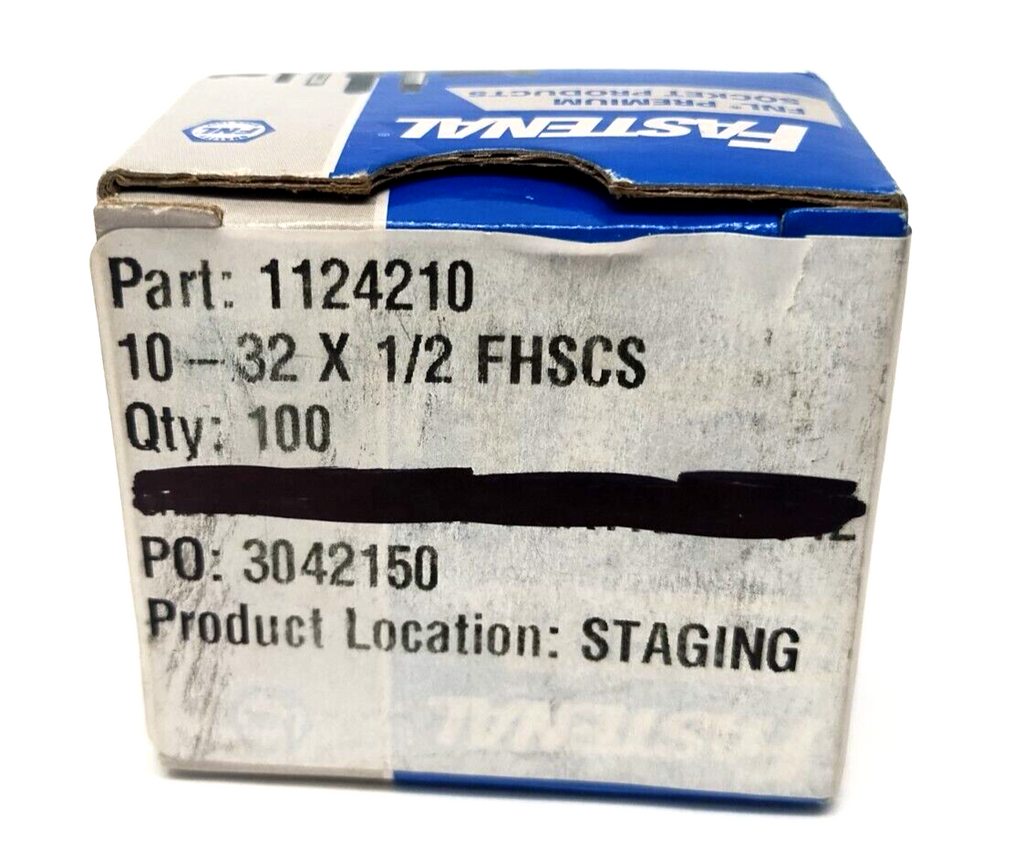 FNL
FASTENAL®
FNL® PREMIUM
SOCKET PRODUCTS
Part: 1124210
10-32 X 1/2 FHSCS
Qty: 100
PO: 3042150
Product Location: STAGING
FASTENAL